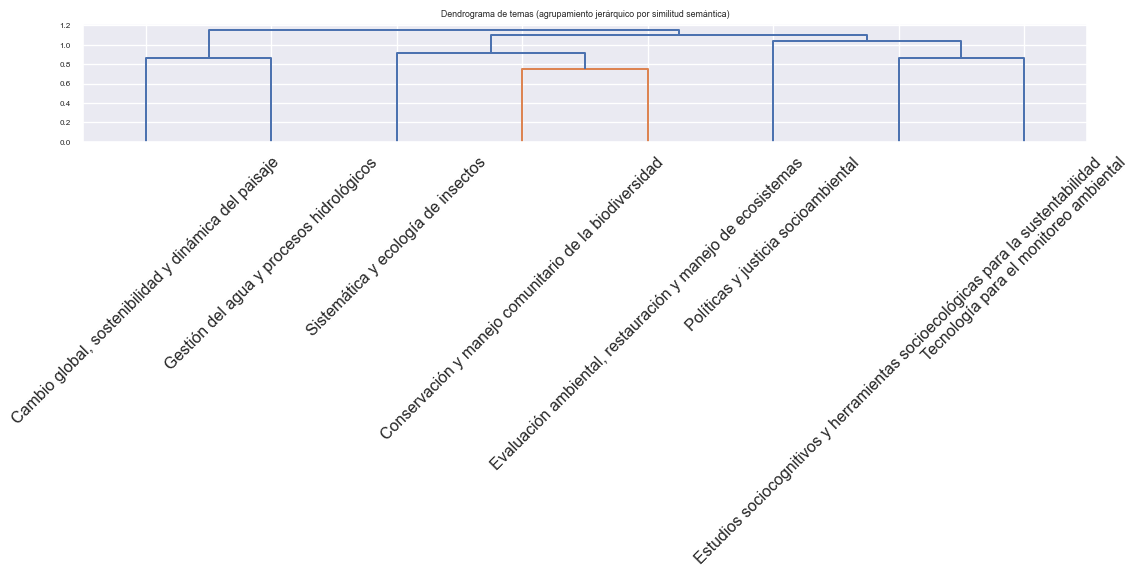 Dendrograma de temas (agrupamiento jerárquico por similitud semántica)
1.2
1.0
0.8
0.6
0.4
0.2
0.0
Cambio global, sostenibilidad y dinámica del paisaje
Gestión del agua y procesos hidrológicos
Sistemática y ecología de insectos
Conservación y manejo comunitario de la biodiversidad
Evaluación ambiental, restauración y manejo de ecosistemas
Políticas y justicia socioambiental
Estudios sociocognitivos y herramientas socioecológicas para la sustentabilidad
Tecnología para el monitoreo ambiental